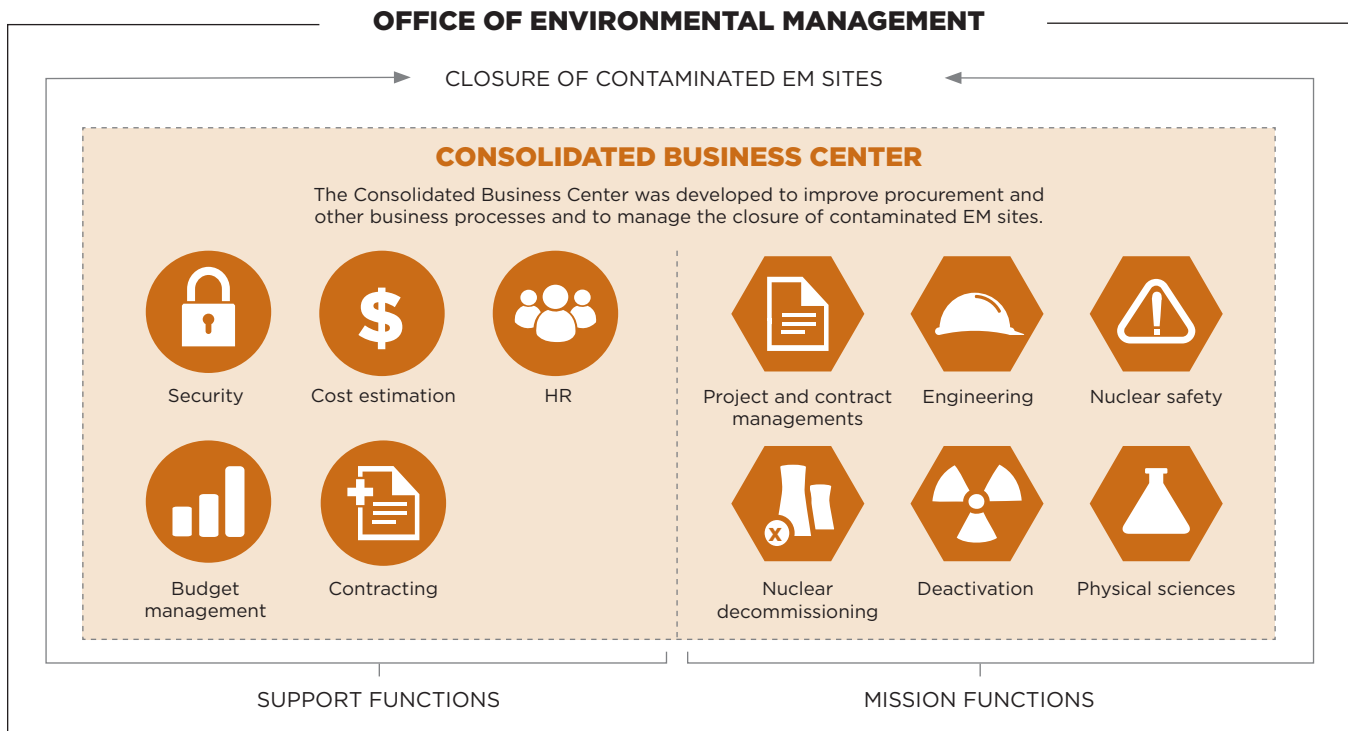 OFFICE OF ENVIRONMENTAL MANAGEMENT
CLOSURE OF CONTAMINATED EM SITES
CONSOLIDATED BUSINESS CENTER
The Consolidated Business Center was developed to improve procurement and
other business processes and to manage the closure of contaminated EM sites.
$
Security
Cost estimation
HR
Budget
management
Contracting
Project and contract
managements
Engineering
!
Nuclear safety
x
Nuclear
decommissioning
Deactivation
Physical sciences
SUPPORT FUNCTIONS
MISSION FUNCTIONS